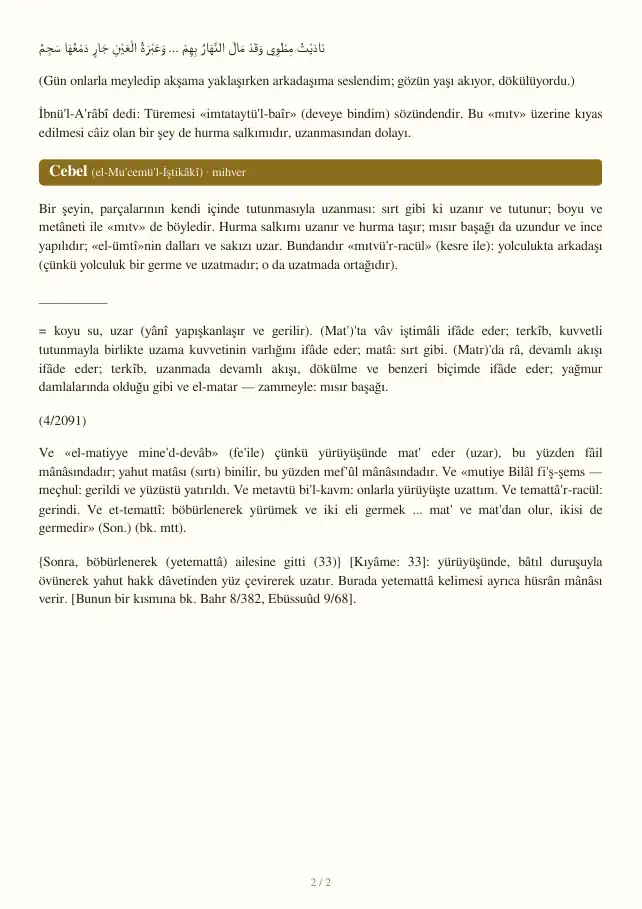 نادَيْتُ مِطْوِى وَقَدْ مَالَ النَّهَارُ بِهِمْ ... وَعَبْرَةُ الْعَيْنِ جَارٍ دَمْعُهَا سَجِمُ
(Gün onlarla meyledip akşama yaklaşırken arkadaşıma seslendim; gözün yaşı akıyor, dökülüyordu.)
İbnü'l-A'râbî dedi: Türemesi «imtataytü'l-baîr» (deveye bindim) sözündendir. Bu «mıtv» üzerine kıyas
edilmesi câiz olan bir şey de hurma salkımıdır, uzanmasından dolayı.
Cebel (el-Mu'cemü'l-İştikâkî) · mihver
Bir şeyin, parçalarının kendi içinde tutunmasıyla uzanması: sırt gibi ki uzanır ve tutunur; boyu ve
metâneti ile «mıtv» de böyledir. Hurma salkımı uzanır ve hurma taşır; mısır başağı da uzundur ve ince
yapılıdır; «el-ümtî»nin dalları ve sakızı uzar. Bundandır «mıtvü'r-racül» (kesre ile): yolculukta arkadaşı
(çünkü yolculuk bir germe ve uzatmadır; o da uzatmada ortağıdır).
___________
= koyu su, uzar (yânî yapışkanlaşır ve gerilir). (Mat')'ta vâv iştimâli ifâde eder; terkîb, kuvvetli
tutunmayla birlikte uzama kuvvetinin varlığını ifâde eder; matâ: sırt gibi. (Matr)'da râ, devamlı akışı
ifâde eder; terkîb, uzanmada devamlı akışı, dökülme ve benzeri biçimde ifâde eder; yağmur
damlalarında olduğu gibi ve el-matar — zammeyle: mısır başağı.
(4/2091)
Ve «el-matiyye mine'd-devâb» (fe'ile) çünkü yürüyüşünde mat' eder (uzar), bu yüzden fâil
mânâsındadır; yahut matâsı (sırtı) binilir, bu yüzden mef'ûl mânâsındadır. Ve «mutiye Bilâl fi'ş-şems —
meçhul: gerildi ve yüzüstü yatırıldı. Ve metavtü bi'l-kavm: onlarla yürüyüşte uzattım. Ve temattâ'r-racül:
gerindi. Ve et-temattî: böbürlenerek yürümek ve iki eli germek ... mat' ve mat'dan olur, ikisi de
germedir» (Son.) (bk. mtt).
{Sonra, böbürlenerek (yetemattâ) ailesine gitti (33)} [Kıyâme: 33]: yürüyüşünde, bâtıl duruşuyla
övünerek yahut hakk dâvetinden yüz çevirerek uzatır. Burada yetemattâ kelimesi ayrıca hüsrân mânâsı
verir. [Bunun bir kısmına bk. Bahr 8/382, Ebüssuûd 9/68].
2 / 2